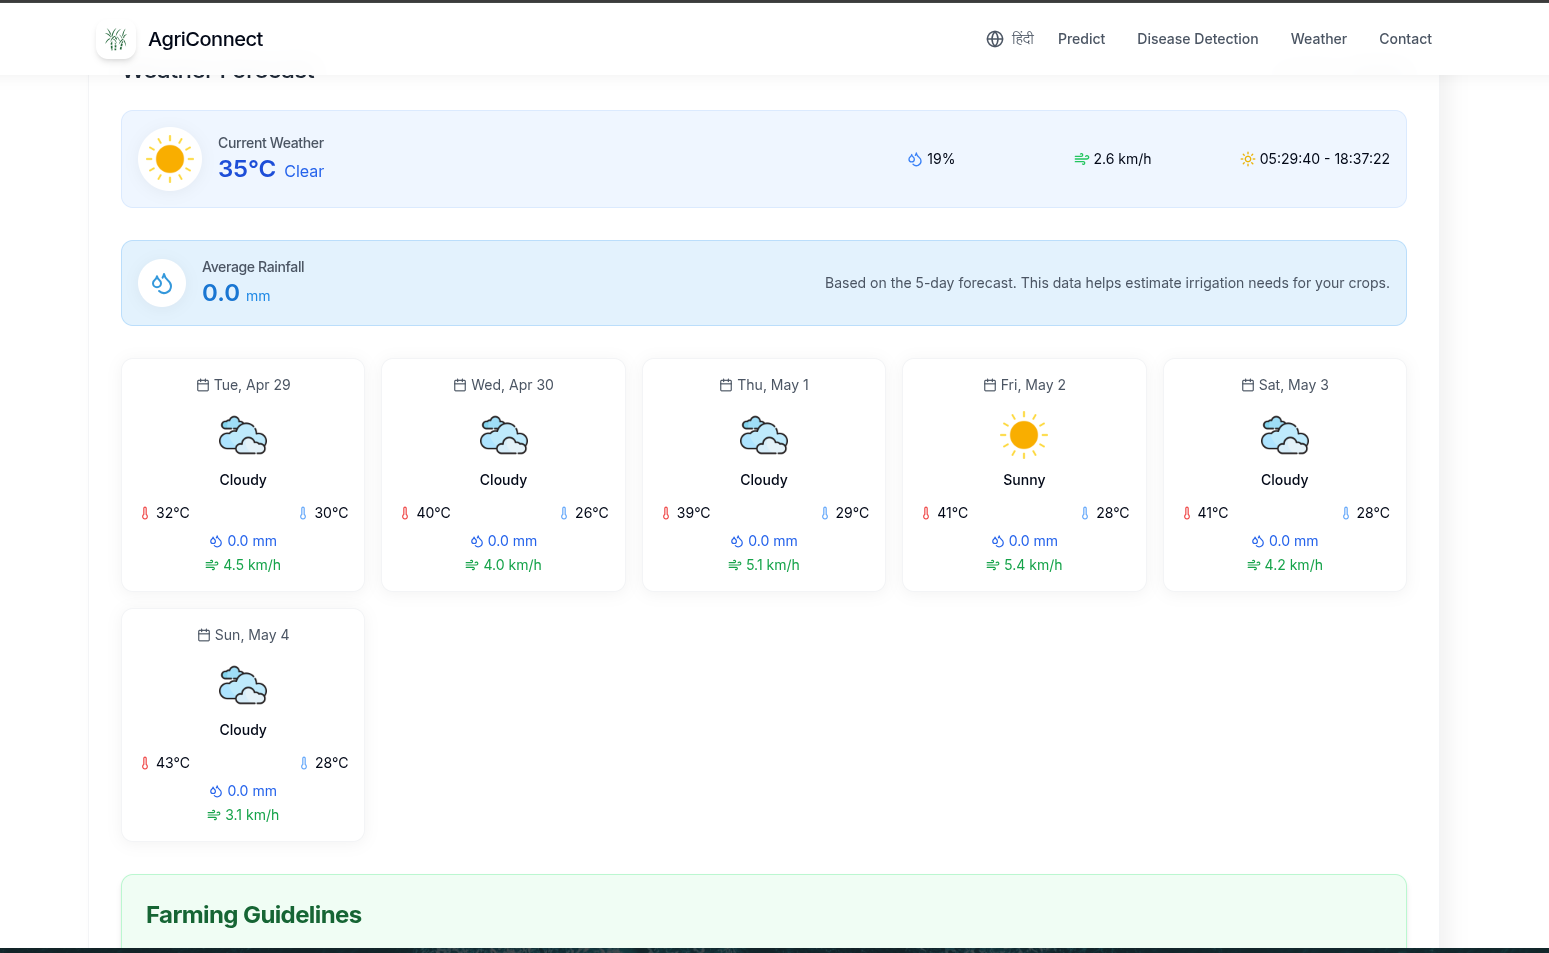 AgriConnect
हिंदी Predict Disease Detection Weather Contact
Weather Forecast
Current Weather
35°C Clear
19% 2.6 km/h 05:29:40 - 18:37:22
Average Rainfall
0.0 mm
Based on the 5-day forecast. This data helps estimate irrigation needs for your crops.
Tue, Apr 29
Cloudy
32°C 30°C
0.0 mm
4.5 km/h
Wed, Apr 30
Cloudy
40°C 26°C
0.0 mm
4.0 km/h
Thu, May 1
Cloudy
39°C 29°C
0.0 mm
5.1 km/h
Fri, May 2
Sunny
41°C 28°C
0.0 mm
5.4 km/h
Sat, May 3
Cloudy
41°C 28°C
0.0 mm
4.2 km/h
Sun, May 4
Cloudy
43°C 28°C
0.0 mm
3.1 km/h
Farming Guidelines